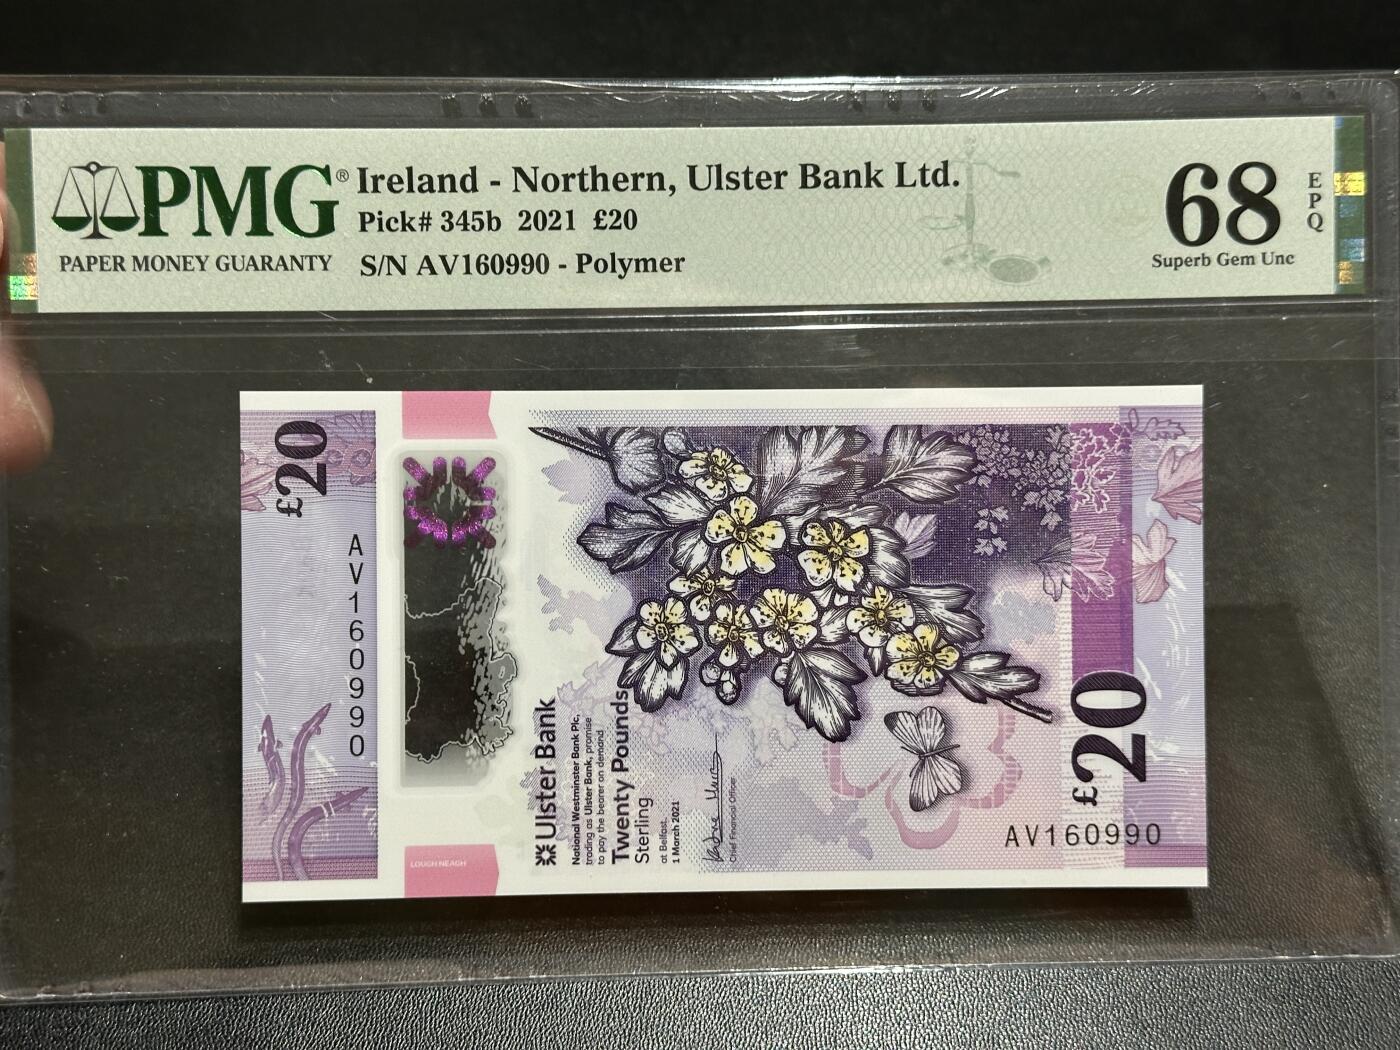 PMG®
PAPER MONEY GUARANTY
Ireland - Northern, Ulster Bank Ltd.
Pick# 345b 2021 £20
S/N AV160990 - Polymer
68
EPQ
Superb Gem Unc
£20
AV160990
LOUGH NEAGH
Ulster Bank
National Westminster Bank Plc,
trading as Ulster Bank, promise
to pay the bearer on demand
Twenty Pounds
Sterling
at Belfast,
1 March 2021
Chief Financial Officer
£20
AV160990